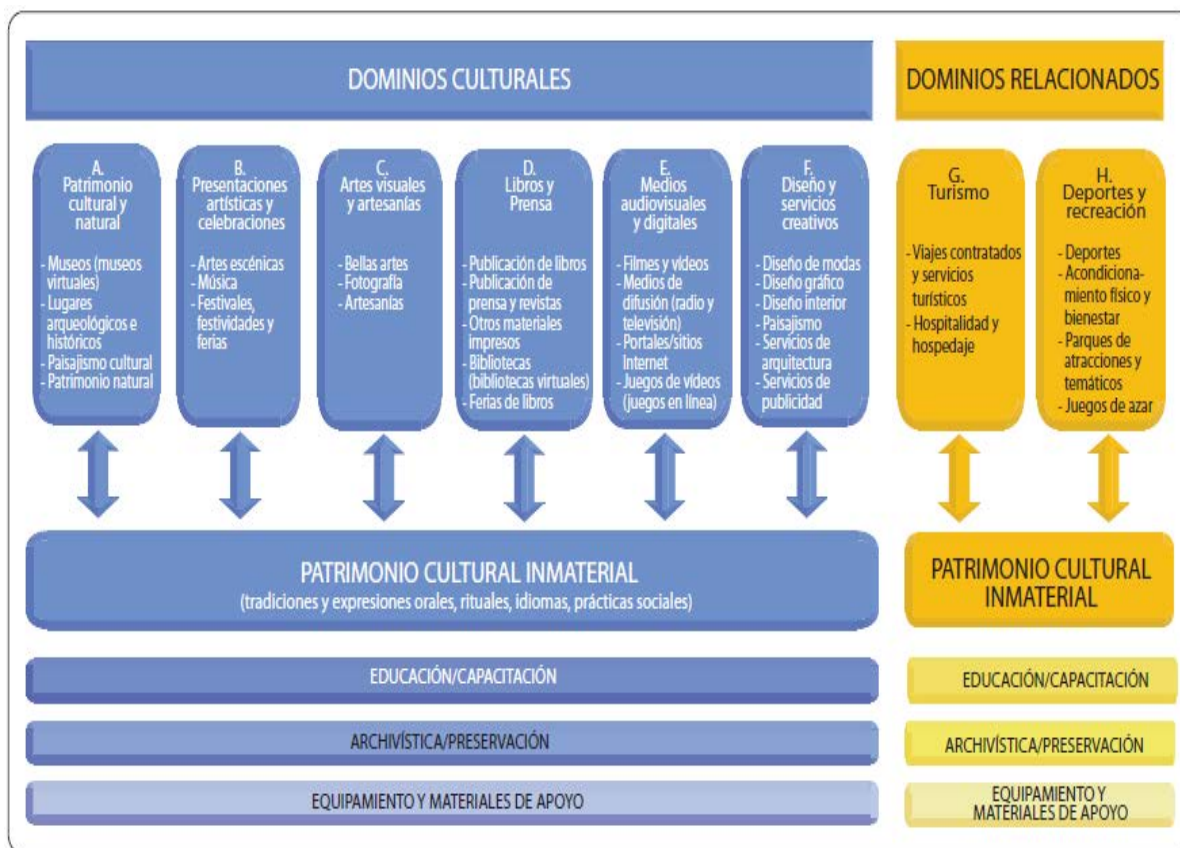 DOMINIOS CULTURALES
DOMINIOS RELACIONADOS
A.
Patrimonio
cultural y
natural
- Museos (museos
virtuales)
- Lugares
arqueológicos e
históricos
- Paisajismo cultural
- Patrimonio natural
B.
Presentaciones
artísticas y
celebraciones
- Artes escénicas
- Música
- Festivales,
festividades y
ferias
C.
Artes visuales
y artesanías
- Bellas artes
- Fotografía
- Artesanías
D.
Libros y
Prensa
- Publicación de libros
- Publicación de
prensa y revistas
- Otros materiales
impresos
- Bibliotecas
(bibliotecas virtuales)
- Ferias de libros
E.
Medios
audiovisuales
y digitales
- Filmes y vídeos
- Medios de
difusión (radio y
televisión)
- Portales/sitios
Internet
- Juegos de vídeos
(juegos en línea)
F.
Diseño y
servicios
creativos
- Diseño de modas
- Diseño gráfico
- Diseño interior
- Paisajismo
- Servicios de
arquitectura
- Servicios de
publicidad
G.
Turismo
- Viajes contratados
y servicios
turísticos
- Hospitalidad y
hospedaje
H.
Deportes y
recreación
- Deportes
- Acondiciona-
miento físico y
bienestar
- Parques de
atracciones y
temáticos
- Juegos de azar
PATRIMONIO CULTURAL INMATERIAL
(tradiciones y expresiones orales, rituales, idiomas, prácticas sociales)
PATRIMONIO CULTURAL
INMATERIAL
EDUCACIÓN/CAPACITACIÓN
EDUCACIÓN/CAPACITACIÓN
ARCHIVÍSTICA/PRESERVACIÓN
ARCHIVÍSTICA/PRESERVACIÓN
EQUIPAMIENTO Y MATERIALES DE APOYO
EQUIPAMIENTO Y
MATERIALES DE APOYO